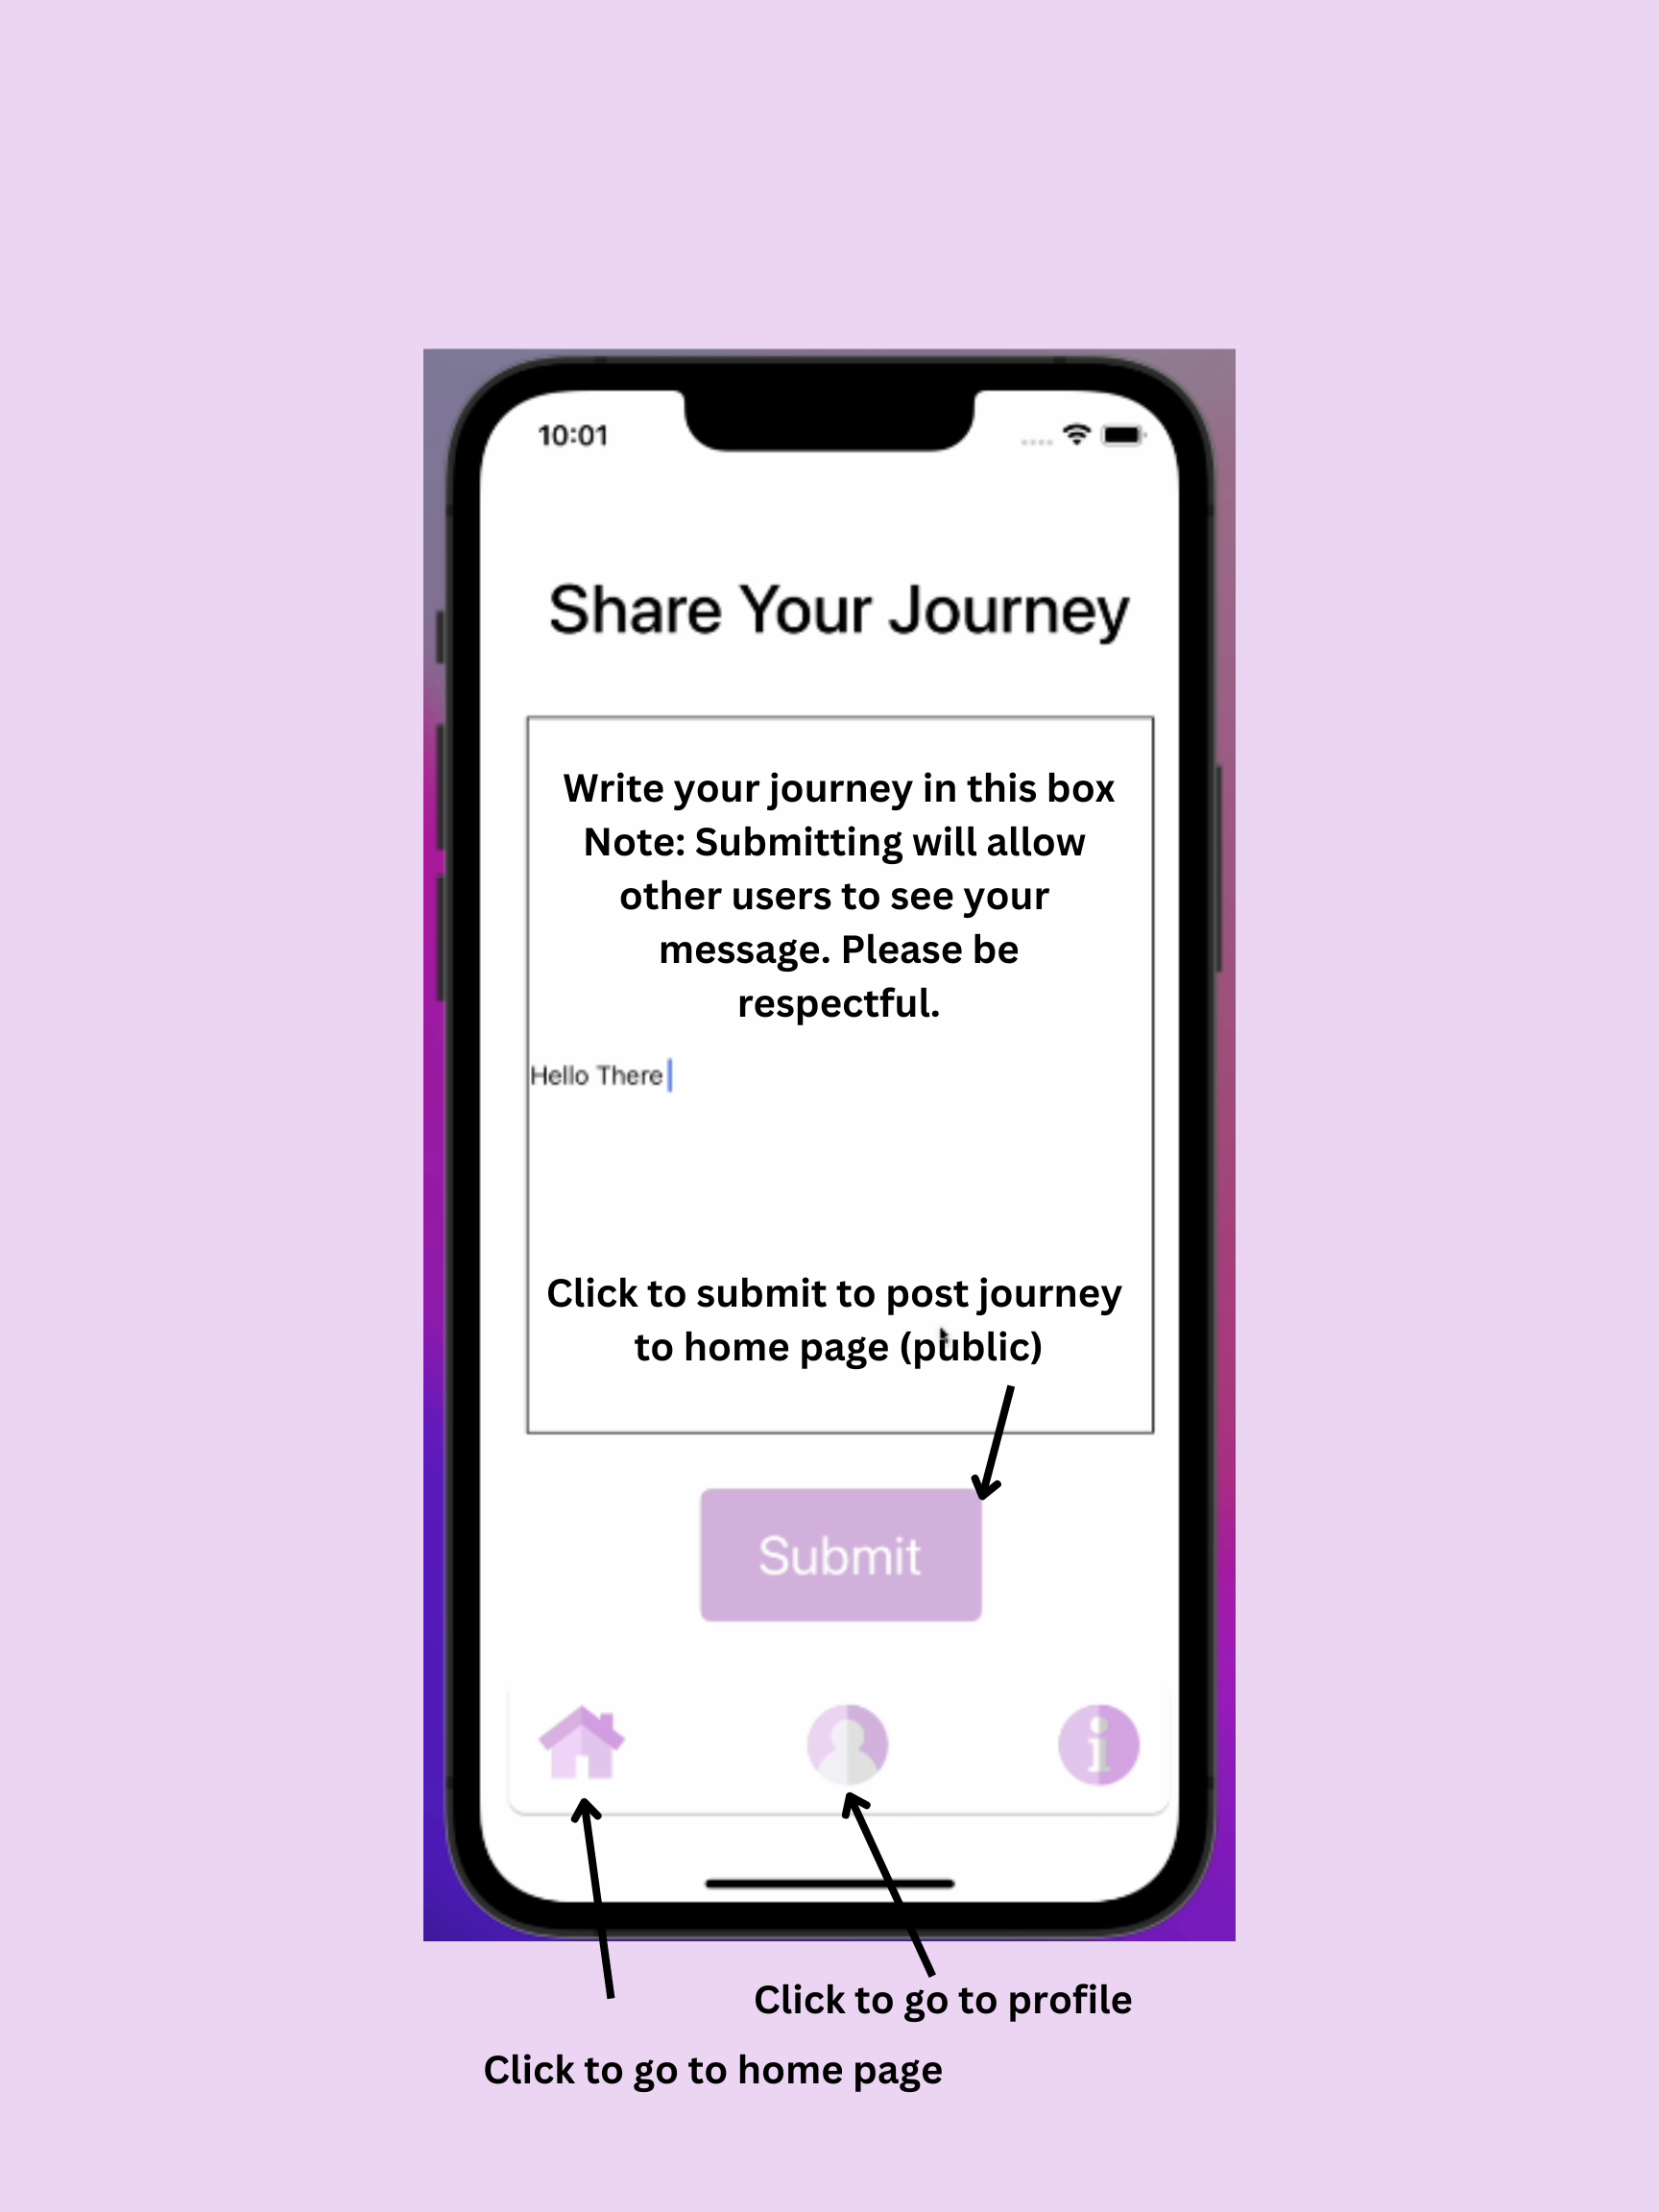 10:01
Share Your Journey
Write your journey in this box
Note: Submitting will allow
other users to see your
message. Please be
respectful.
Hello There
Click to submit to post journey
to home page (public)
Submit
i
Click to go to profile
Click to go to home page